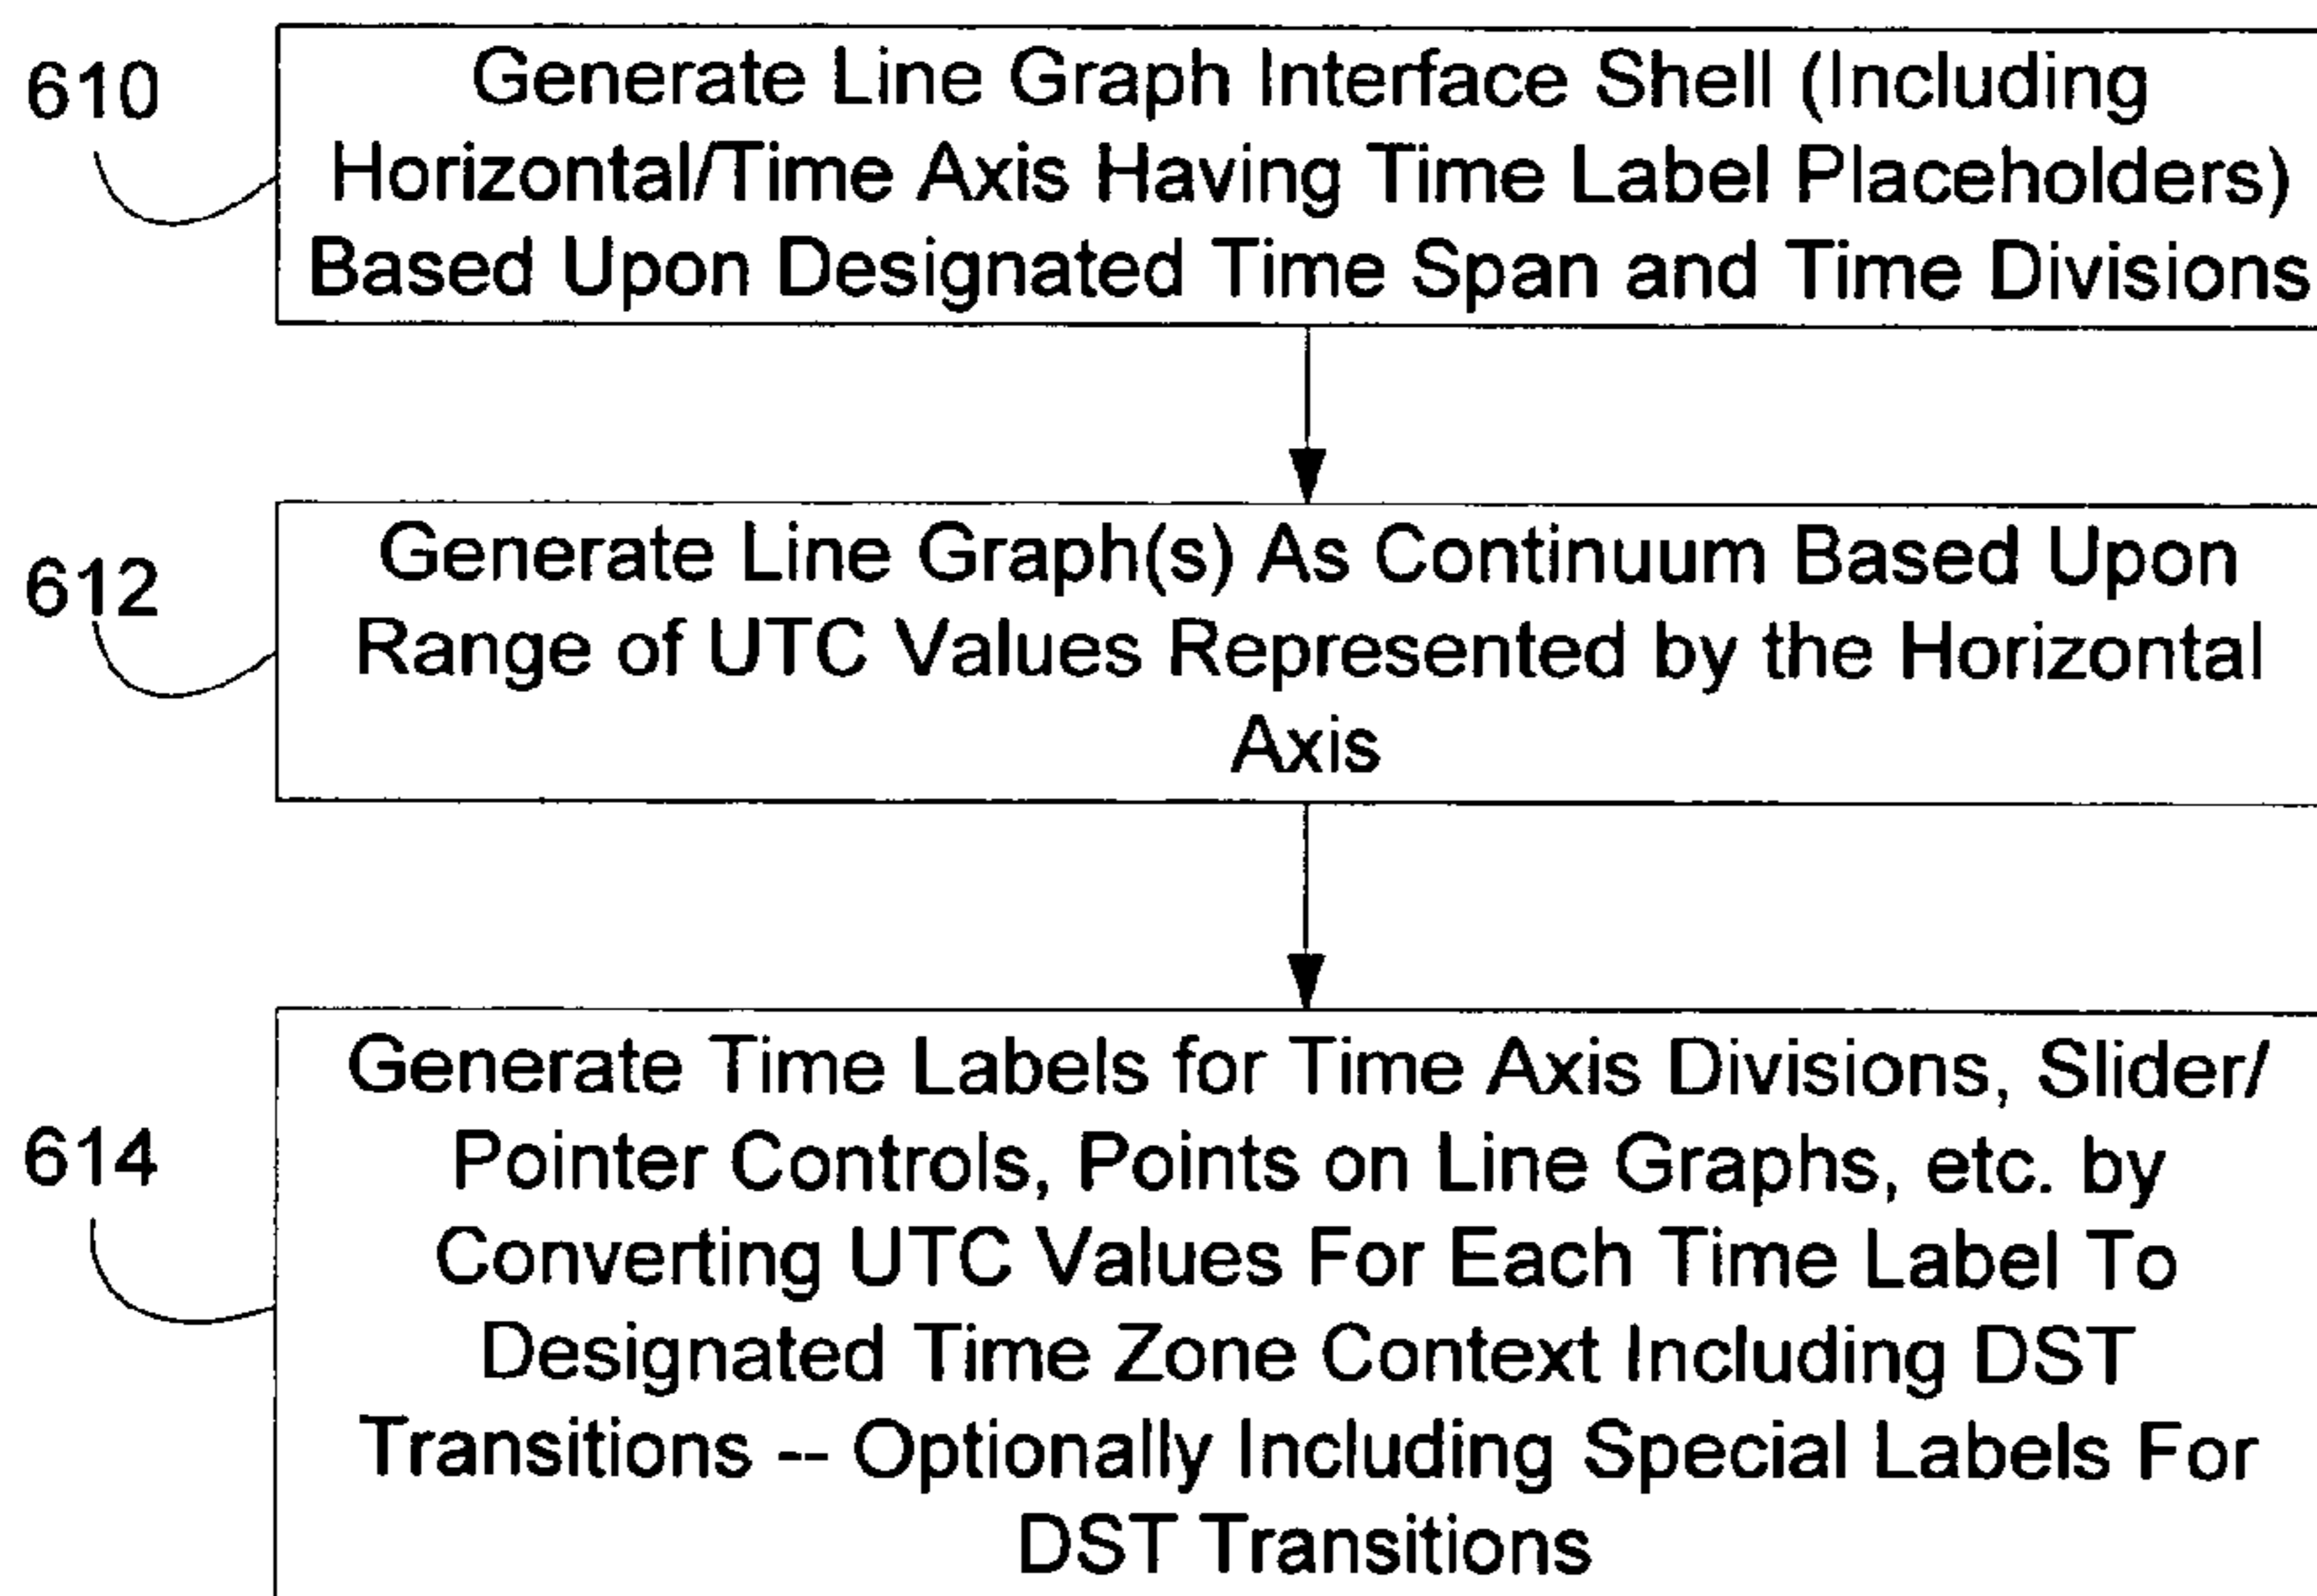 610
Generate Line Graph Interface Shell (Including
Horizontal/Time Axis Having Time Label Placeholders)
Based Upon Designated Time Span and Time Divisions
612
Generate Line Graph(s) As Continuum Based Upon
Range of UTC Values Represented by the Horizontal
Axis
614
Generate Time Labels for Time Axis Divisions, Slider/
Pointer Controls, Points on Line Graphs, etc. by
Converting UTC Values For Each Time Label To
Designated Time Zone Context Including DST
Transitions -- Optionally Including Special Labels For
DST Transitions